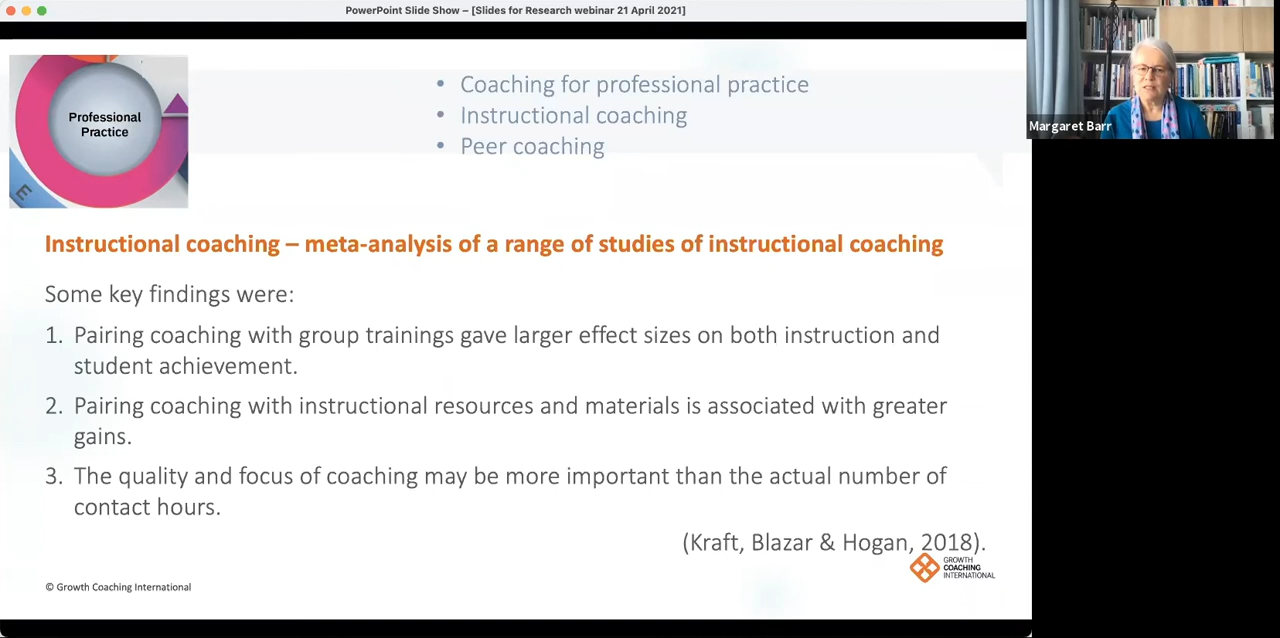 PowerPoint Slide Show – [Slides for Research webinar 21 April 2021]
Professional
Practice
E
• Coaching for professional practice
• Instructional coaching
• Peer coaching
Margaret Barr
Instructional coaching – meta-analysis of a range of studies of instructional coaching
Some key findings were:
1. Pairing coaching with group trainings gave larger effect sizes on both instruction and
student achievement.
2. Pairing coaching with instructional resources and materials is associated with greater
gains.
3. The quality and focus of coaching may be more important than the actual number of
contact hours.
(Kraft, Blazar & Hogan, 2018).
GROWTH
COACHING
INTERNATIONAL
© Growth Coaching International